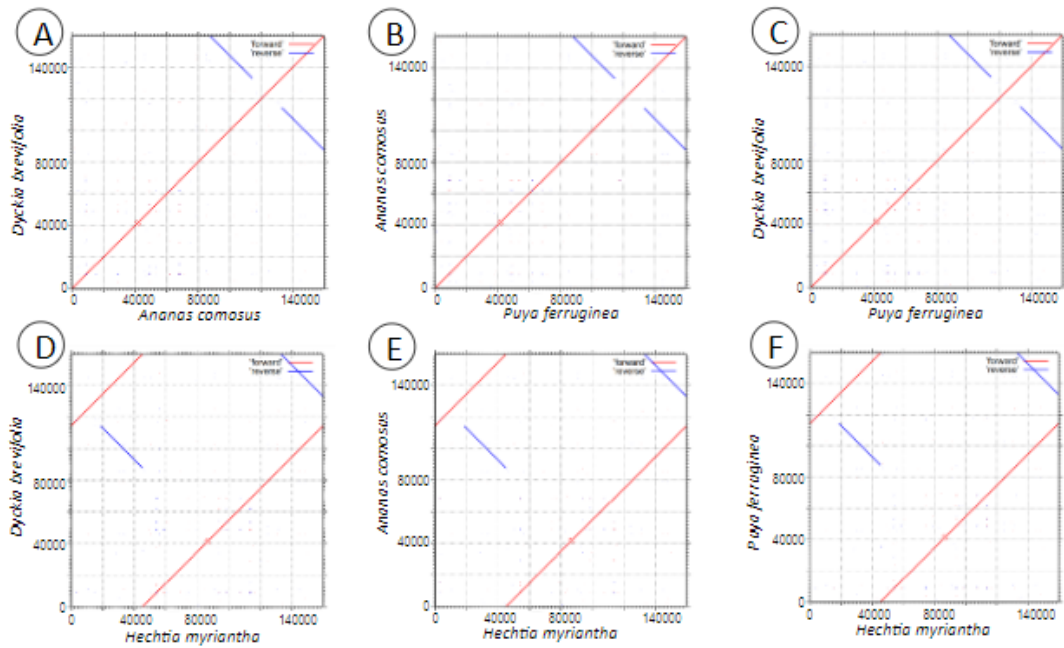 A
B
C
'forward'
'reverse'
'forward'
'reverse'
'forward'
'reverse'
140000
80000
40000
0
Dyckia brevifolia
140000
80000
40000
0
Ananas comosus
140000
80000
40000
0
Dyckia brevifolia
0 40000 80000 140000
Ananas comosus
0 40000 80000 140000
Puya ferruginea
0 40000 80000 140000
Puya ferruginea
D
E
F
'forward'
'reverse'
'forward'
'reverse'
'forward'
'reverse'
140000
80000
40000
0
Dyckia brevifolia
140000
80000
40000
0
Ananas comosus
140000
80000
40000
0
Puya ferruginea
0 40000 80000 140000
Hechtia myriantha
0 40000 80000 140000
Hechtia myriantha
0 40000 80000 140000
Hechtia myriantha